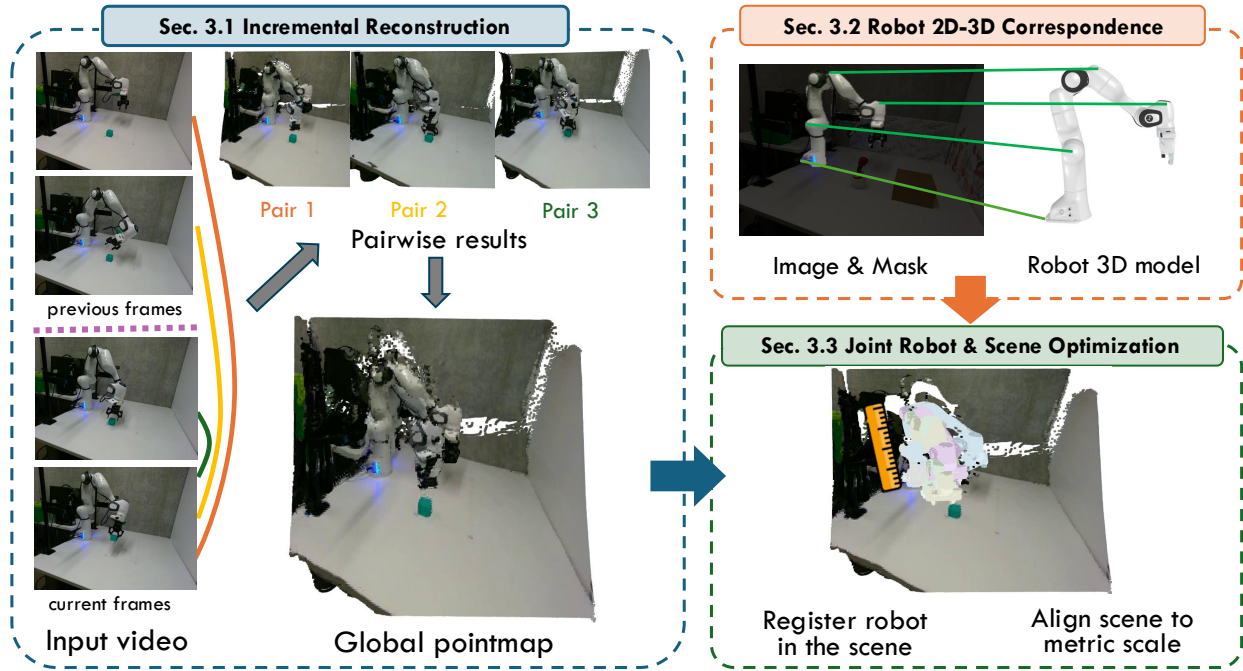 Sec. 3.1 Incremental Reconstruction
previous frames
current frames
Input video
Pair 1
Pair 2
Pair 3
Pairwise results
Global pointmap
Sec. 3.2 Robot 2D-3D Correspondence
Image & Mask
Robot 3D model
Sec. 3.3 Joint Robot & Scene Optimization
Register robot
in the scene
Align scene to
metric scale